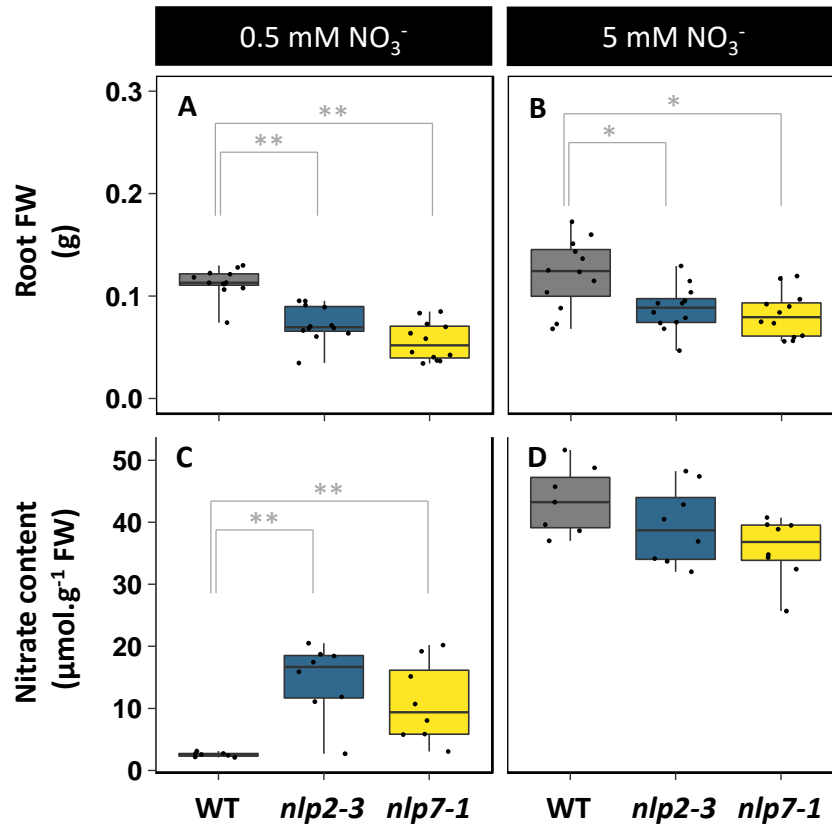 0.5 mM NO₃⁻
5 mM NO₃⁻
A
B
**
**
*
*
Root FW
(g)
0.3
0.2
0.1
0.0
C
D
**
**
Nitrate content
(µmol.g⁻¹ FW)
50
40
30
20
10
0
WT nlp2-3 nlp7-1
WT nlp2-3 nlp7-1